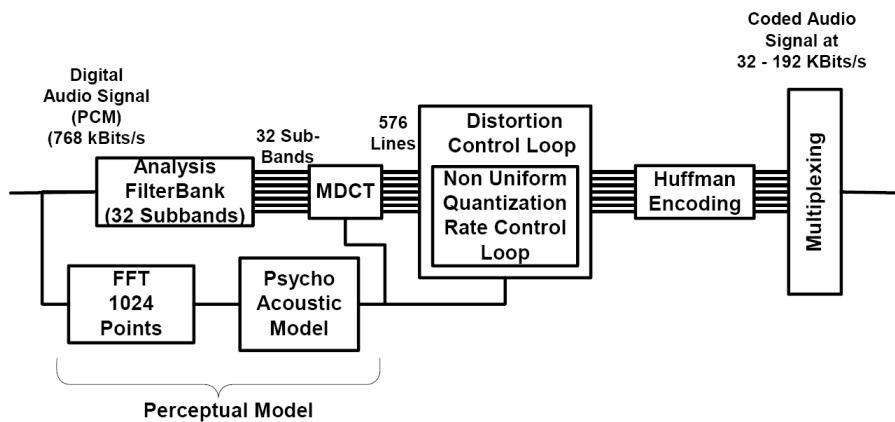 Coded Audio
Signal at
32 - 192 KBits/s
Digital
Audio Signal
(PCM)
(768 kBits/s
32 Sub-
Bands
576
Lines
Analysis
FilterBank
(32 Subbands)
MDCT
Distortion
Control Loop
Non Uniform
Quantization
Rate Control
Loop
Huffman
Encoding
Multiplexing
FFT
1024
Points
Psycho
Acoustic
Model
Perceptual Model